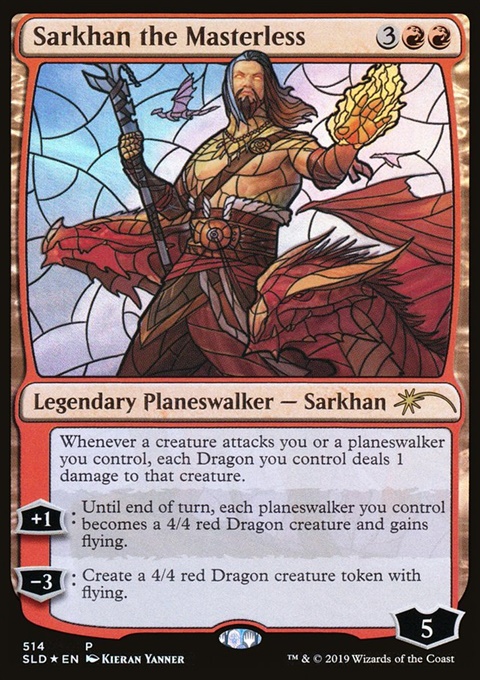 Sarkhan the Masterless 3
Legendary Planeswalker — Sarkhan
Whenever a creature attacks you or a planeswalker
you control, each Dragon you control deals 1
damage to that creature.
+1 : Until end of turn, each planeswalker you control
becomes a 4/4 red Dragon creature and gains
flying.
-3 : Create a 4/4 red Dragon creature token with
flying.
5
514 P
SLD ★ EN Kieran Yanner
™ & © 2019 Wizards of the Coast